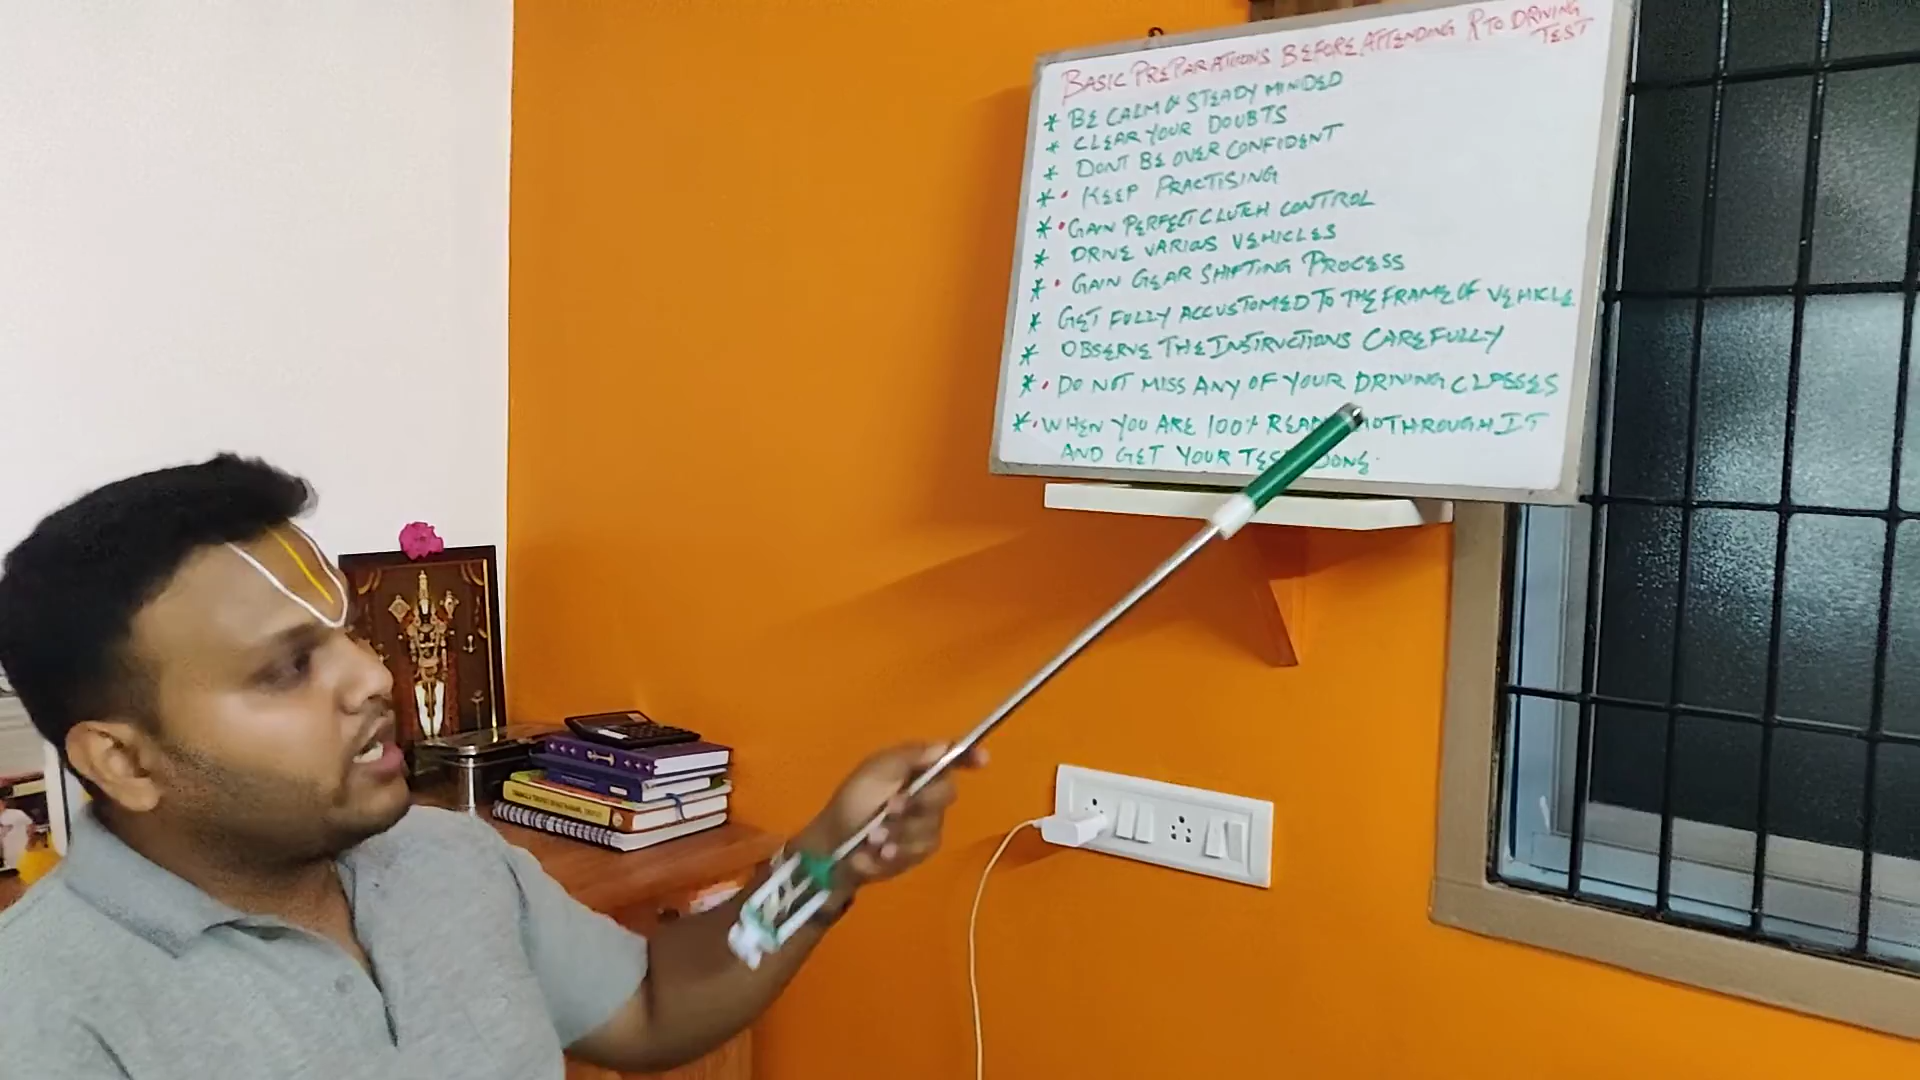 BASIC PREPARATIONS BEFORE ATTENDING RTO DRIVING
TEST
* BE CALM & STEADY MINDED
* CLEAR YOUR DOUBTS
* DONT BE OVER CONFIDENT
* • KEEP PRACTISING
* • GAIN PERFECT CLUTCH CONTROL
* DRIVE VARIOUS VEHICLES
* • GAIN GEAR SHIFTING PROCESS
* GET FULLY ACCUSTOMED TO THE FRAME OF VEHICLE
* OBSERVE THE INSTRUCTIONS CAREFULLY
* • DO NOT MISS ANY OF YOUR DRIVING CLASSES
* • WHEN YOU ARE 100% THROUGH IT
AND GET YOUR DONE.